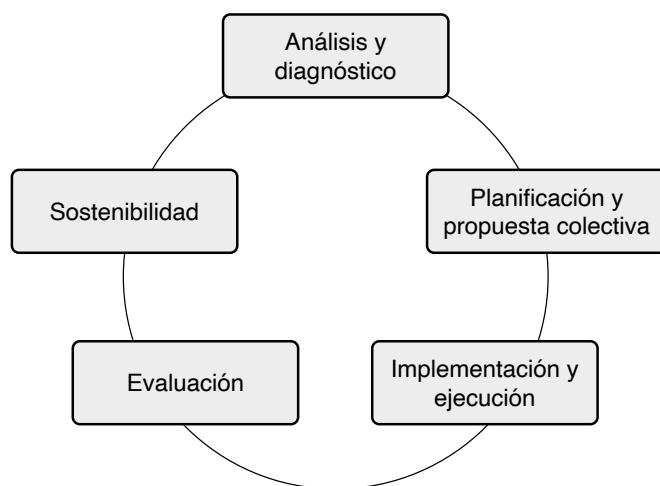 Análisis y
diagnóstico
Planificación y
propuesta colectiva
Implementación y
ejecución
Evaluación
Sostenibilidad